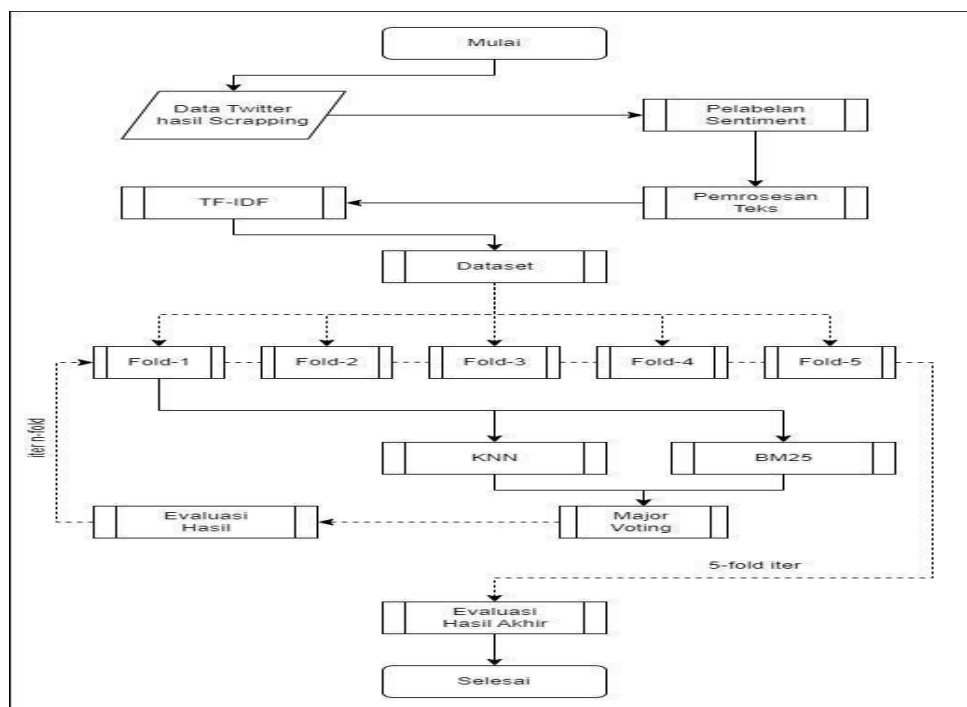 Mulai
Data Twitter
hasil Scrapping
Pelabelan
Sentiment
TF-IDF
Pemrosesan
Teks
Dataset
Fold-1
Fold-2
Fold-3
Fold-4
Fold-5
iter n-fold
KNN
BM25
Evaluasi
Hasil
Major
Voting
5-fold iter
Evaluasi
Hasil Akhir
Selesai